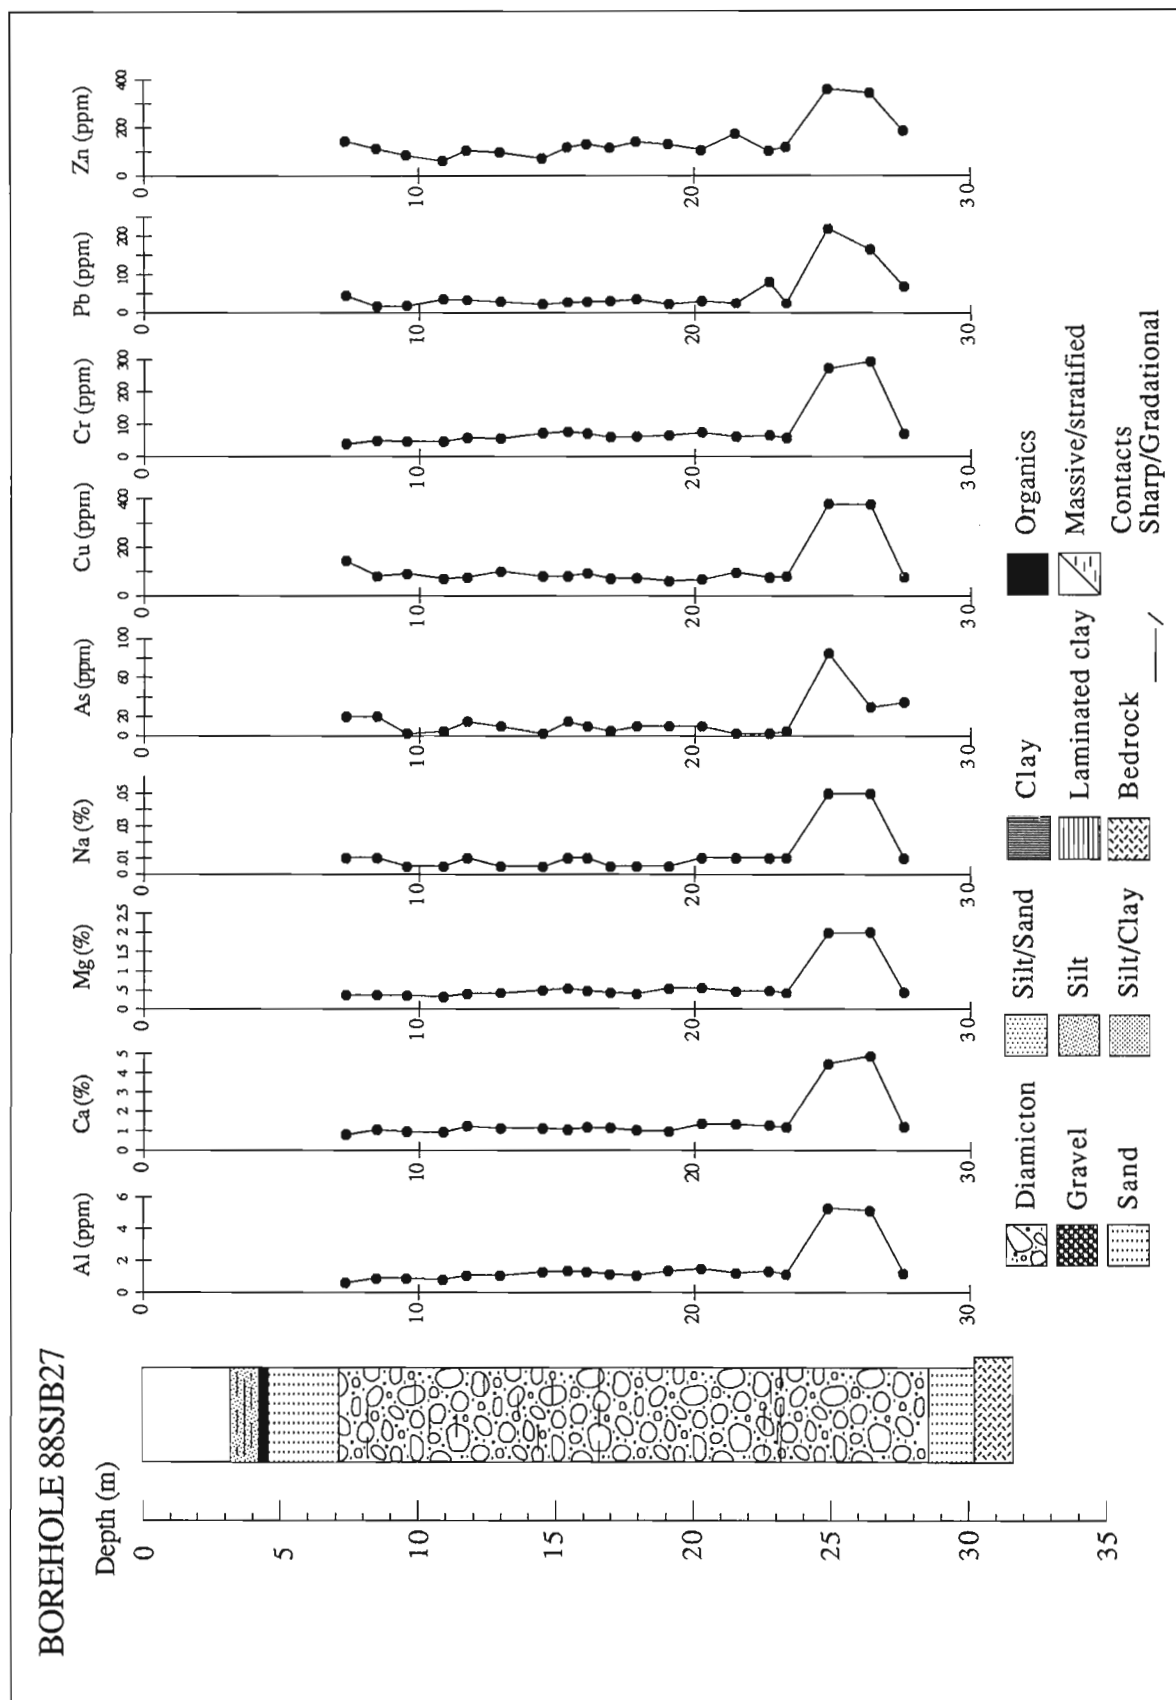 BOREHOLE 88SJB27
Depth (m)
0
5
10
15
20
25
30
35
Al (ppm)
0 2 4 6
0 10 20 30
Ca (%)
0 1 2 3 4 5
0 10 20 30
Mg (%)
0 .5 1 1.5 2 2.5
0 10 20 30
Na (%)
0 .01 .03 .05
0 10 20 30
As (ppm)
0 20 60 100
0 10 20 30
Cu (ppm)
0 200 400
0 10 20 30
Cr (ppm)
0 100 200 300
0 10 20 30
Pb (ppm)
0 100 200
0 10 20 30
Zn (ppm)
0 200 400
0 10 20 30
Diamicton
Gravel
Sand
Silt/Sand
Silt
Silt/Clay
Clay
Laminated clay
Bedrock
Organics
Massive/stratified
Contacts
Sharp/Gradational